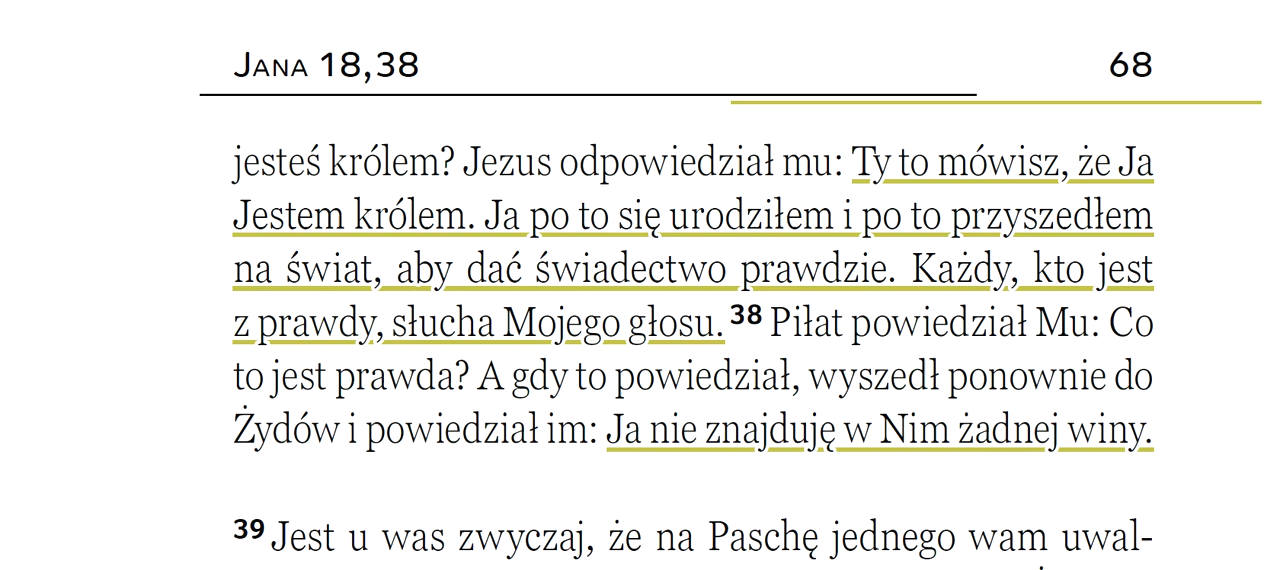 Jana 18,38 68
jesteś królem? Jezus odpowiedział mu: Ty to mówisz, że Ja
Jestem królem. Ja po to się urodziłem i po to przyszedłem
na świat, aby dać świadectwo prawdzie. Każdy, kto jest
z prawdy, słucha Mojego głosu. 38 Piłat powiedział Mu: Co
to jest prawda? A gdy to powiedział, wyszedł ponownie do
Żydów i powiedział im: Ja nie znajduję w Nim żadnej winy.
39 Jest u was zwyczaj, że na Paschę jednego wam uwal-